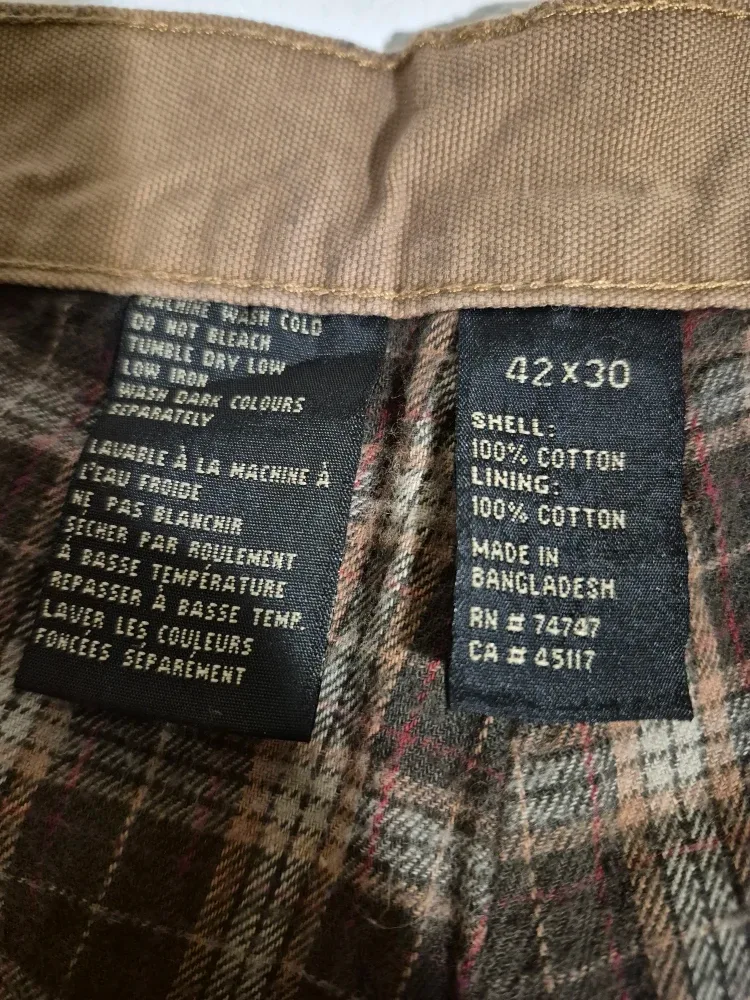 MACHINE WASH COLD
DO NOT BLEACH
TUMBLE DRY LOW
LOW IRON
WASH DARK COLOURS
SEPARATELY
LAVABLE À LA MACHINE À
L'EAU FROIDE
NE PAS BLANCHIR
SECHER PAR ROULEMENT
À BASSE TEMPÉRATURE
REPASSER À BASSE TEMP.
LAVER LES COULEURS
FONCÉES SÉPARÉMENT
42X30
SHELL:
100% COTTON
LINING:
100% COTTON
MADE IN
BANGLADESH
RN # 74747
CA # 45117